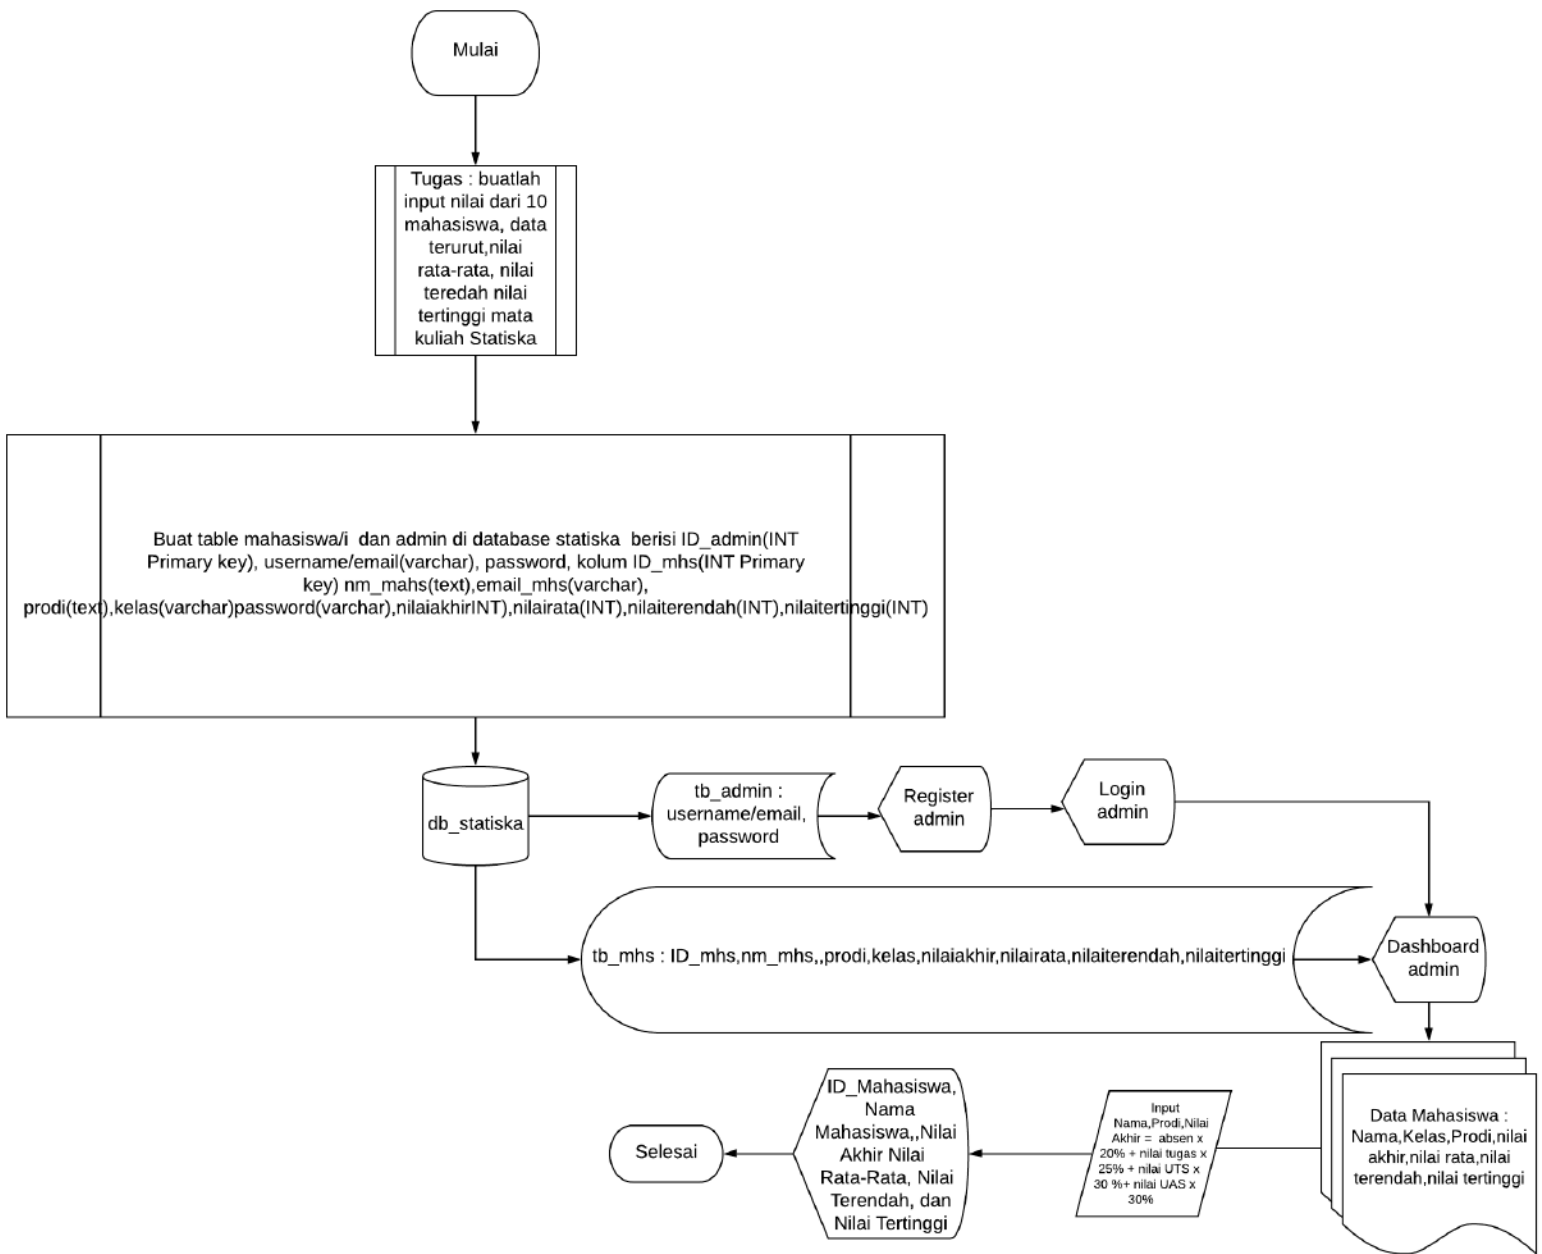 Mulai
Tugas : buatlah
input nilai dari 10
mahasiswa, data
terurut,nilai
rata-rata, nilai
teredah nilai
tertinggi mata
kuliah Statiska
Buat table mahasiswa/i  dan admin di database statiska  berisi ID_admin(INT
Primary key), username/email(varchar), password, kolum ID_mhs(INT Primary
key) nm_mahs(text),email_mhs(varchar),
prodi(text),kelas(varchar)password(varchar),nilaiakhirINT),nilairata(INT),nilaiterendah(INT),nilaitertinggi(INT)
db_statiska
tb_admin :
username/email,
password
Register
admin
Login
admin
tb_mhs : ID_mhs,nm_mhs,,prodi,kelas,nilaiakhir,nilairata,nilaiterendah,nilaitertinggi
Dashboard
admin
Data Mahasiswa :
Nama,Kelas,Prodi,nilai
akhir,nilai rata,nilai
terendah,nilai tertinggi
Input
Nama,Prodi,Nilai
Akhir =  absen x
20% + nilai tugas x
25% + nilai UTS x
30 %+ nilai UAS x
30%
ID_Mahasiswa,
Nama
Mahasiswa,,Nilai
Akhir Nilai
Rata-Rata, Nilai
Terendah, dan
Nilai Tertinggi
Selesai